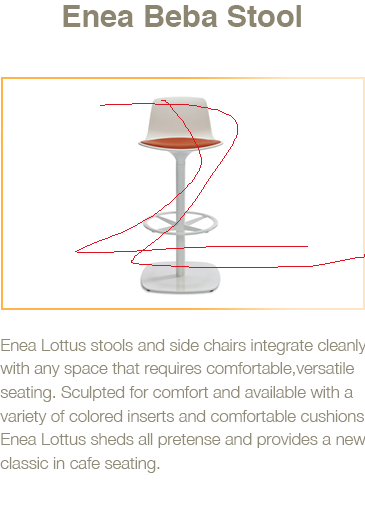 Enea Beba Stool
Enea Lottus stools and side chairs integrate cleanly
with any space that requires comfortable,versatile
seating. Sculpted for comfort and available with a
variety of colored inserts and comfortable cushions
Enea Lottus sheds all pretense and provides a new
classic in cafe seating.